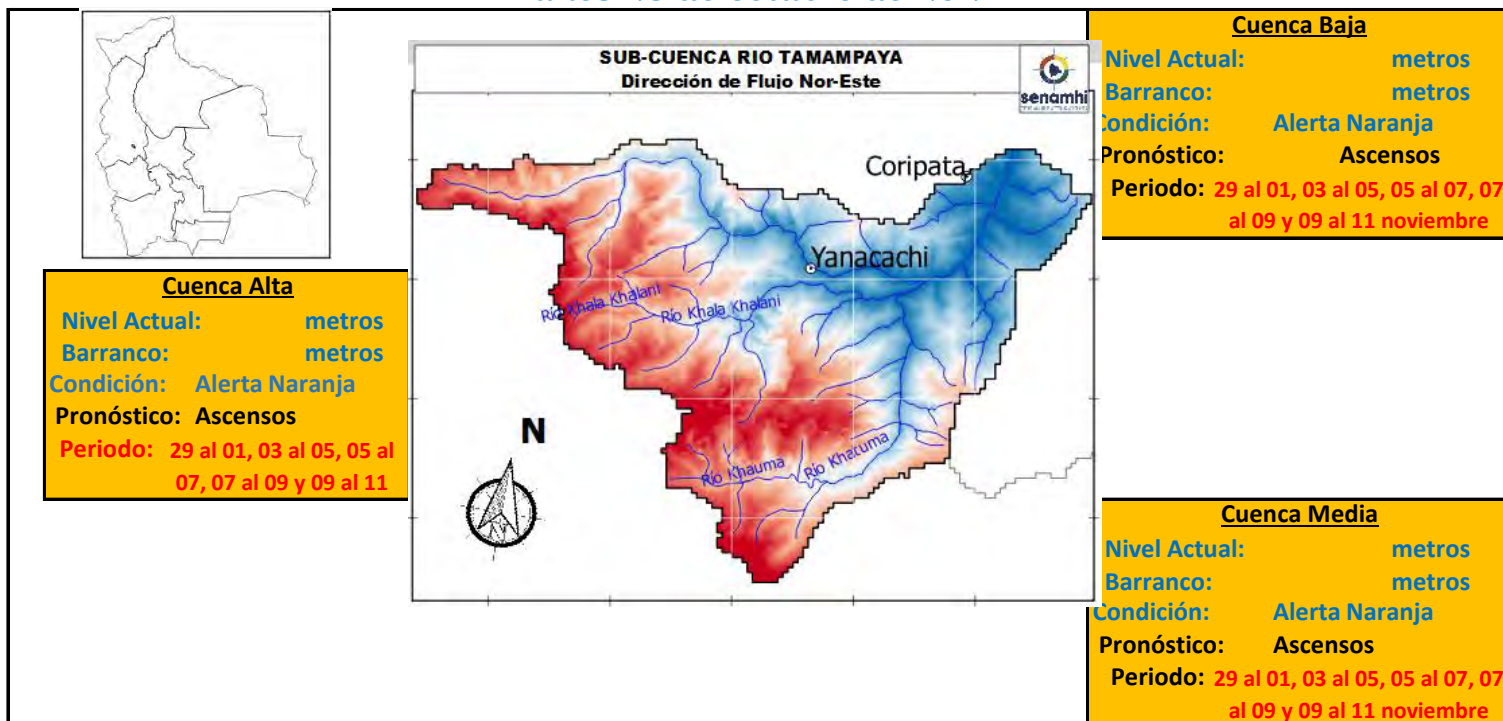 SUB-CUENCA RIO TAMAMPAYA
Dirección de Flujo Nor-Este
senamhi
Cuenca Baja
Nivel Actual: metros
Barranco: metros
Condición: Alerta Naranja
Pronóstico: Ascensos
Periodo: 29 al 01, 03 al 05, 05 al 07, 07
al 09 y 09 al 11 noviembre
Coripata
Yanacachi
Río Khala Khalani
Río Khala Khalani
Río Khauma
Río Khatuma
N
Cuenca Alta
Nivel Actual: metros
Barranco: metros
Condición: Alerta Naranja
Pronóstico: Ascensos
Periodo: 29 al 01, 03 al 05, 05 al
07, 07 al 09 y 09 al 11
Cuenca Media
Nivel Actual: metros
Barranco: metros
Condición: Alerta Naranja
Pronóstico: Ascensos
Periodo: 29 al 01, 03 al 05, 05 al 07, 07
al 09 y 09 al 11 noviembre